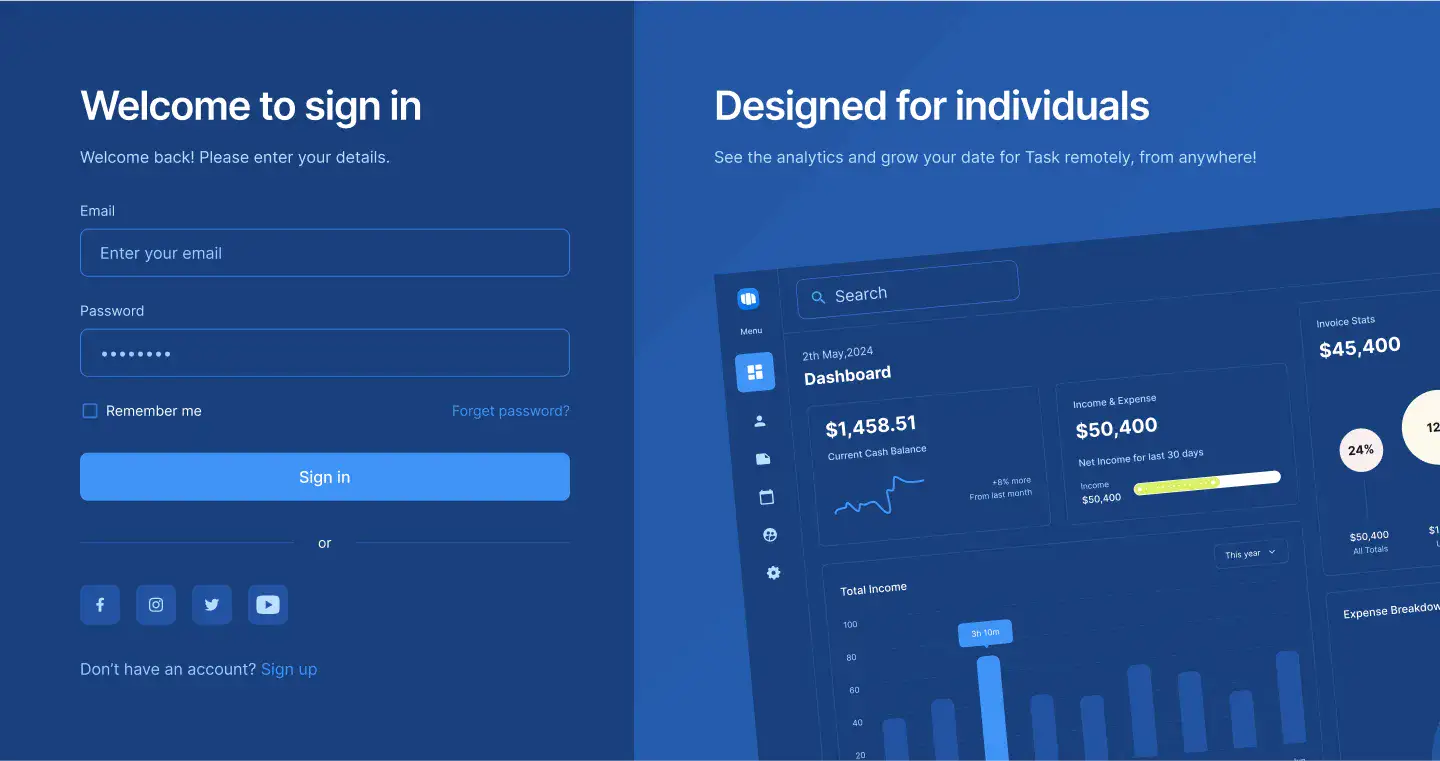 Welcome to sign in
Welcome back! Please enter your details.
Email
Enter your email
Password
Remember me
Forget password?
Sign in
or
Don’t have an account? Sign up
Designed for individuals
See the analytics and grow your date for Task remotely, from anywhere!
Search
Menu
2th May,2024
Dashboard
$1,458.51
Current Cash Balance
+8% more
From last month
Income & Expense
$50,400
Net Income for last 30 days
Income
$50,400
Invoice Stats
$45,400
24%
12
$50,400
All Totals
$1
Total Income
This year
100
80
60
40
20
3h 10m
Expense Breakdow